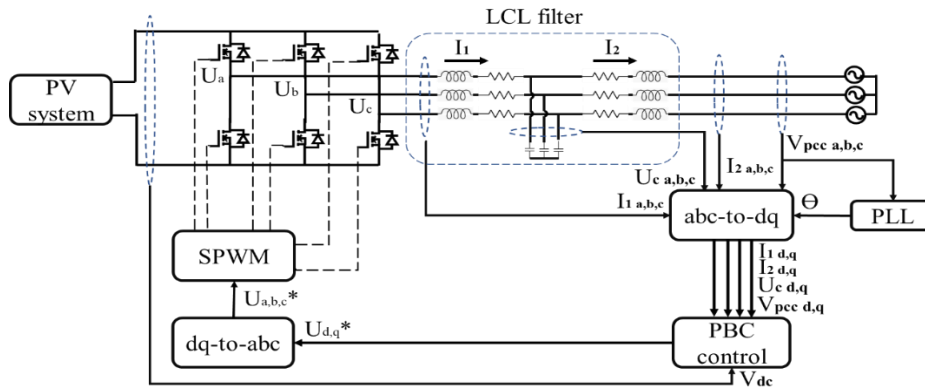 LCL filter
I1
I2
PV
system
Ua
Ub
Uc
Vpcc a,b,c
I2 a,b,c
Uc a,b,c
I1 a,b,c
abc-to-dq
Θ
PLL
SPWM
I1 d,q
I2 d,q
Uc d,q
Vpcc d,q
Ua,b,c*
Ud,q*
dq-to-abc
PBC
control
Vdc